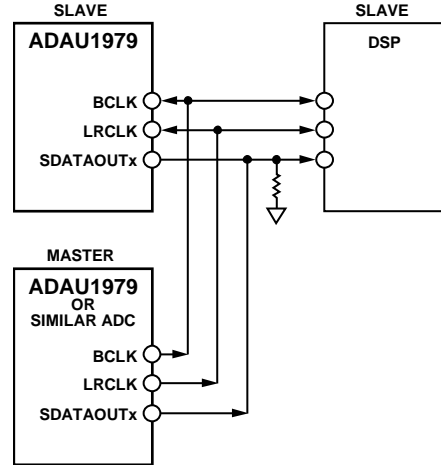 SLAVE
ADAU1979
BCLK
LRCLK
SDATAOUTx
SLAVE
DSP
MASTER
ADAU1979
OR
SIMILAR ADC
BCLK
LRCLK
SDATAOUTx